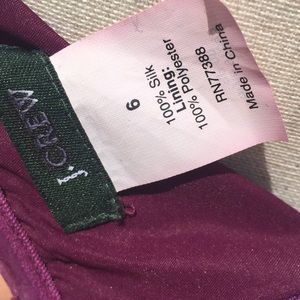 J.CREW
6
100% Silk
Lining:
100% Polyester
RN77388
Made in China